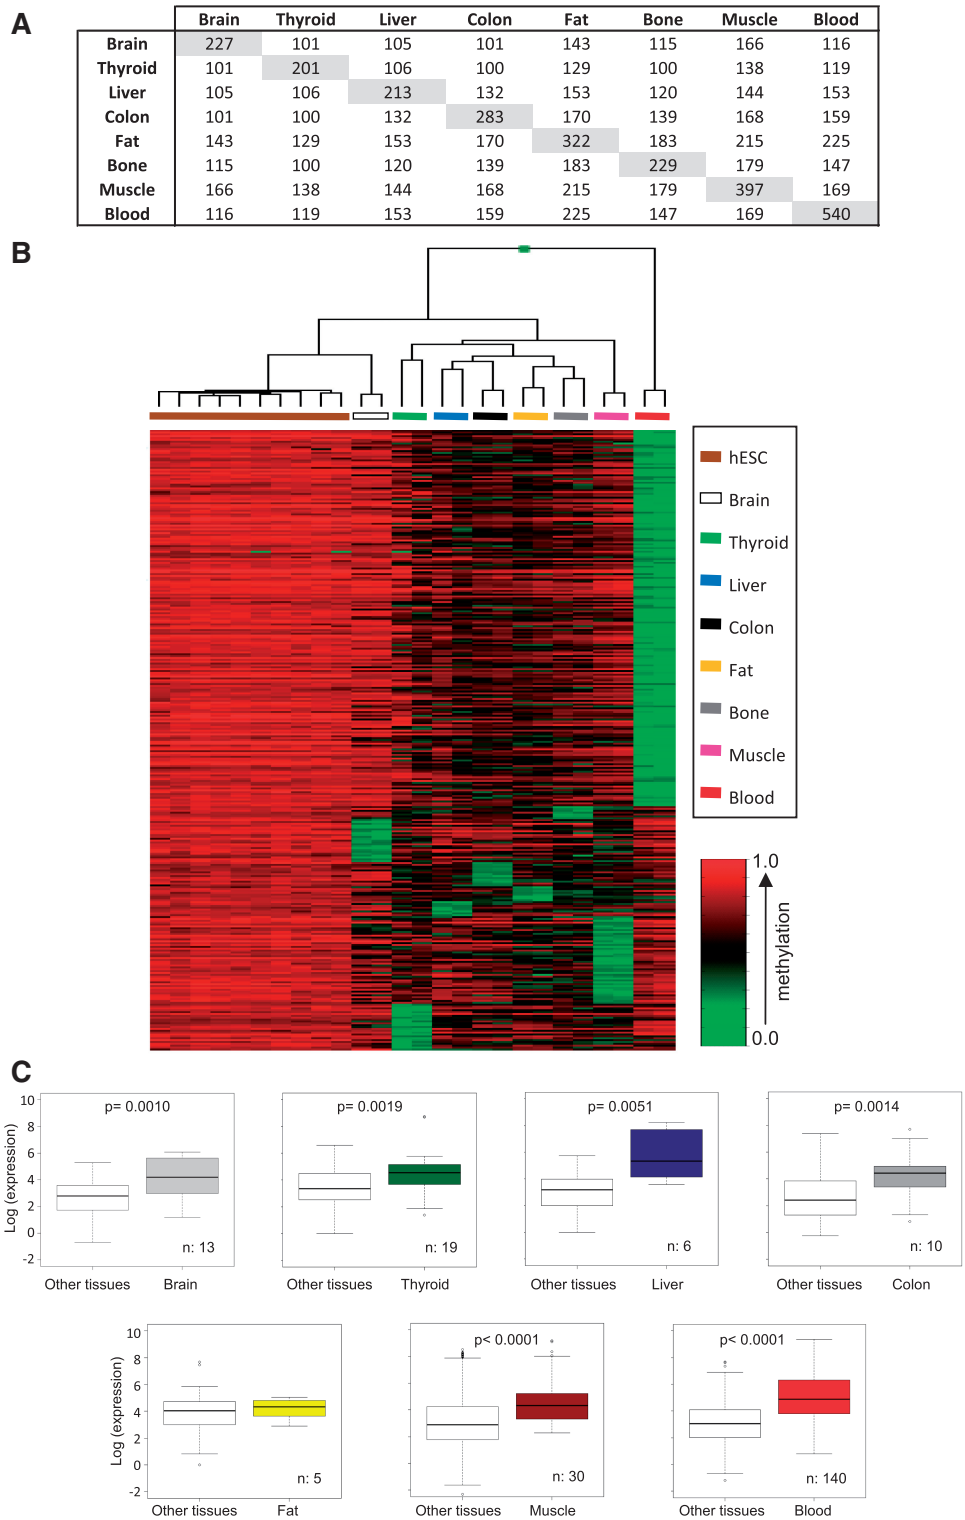 A
Brain Thyroid Liver Colon Fat Bone Muscle Blood
Brain 227 101 105 101 143 115 166 116
Thyroid 101 201 106 100 129 100 138 119
Liver 105 106 213 132 153 120 144 153
Colon 101 100 132 283 170 139 168 159
Fat 143 129 153 170 322 183 215 225
Bone 115 100 120 139 183 229 179 147
Muscle 166 138 144 168 215 179 397 169
Blood 116 119 153 159 225 147 169 540
B
hESC
Brain
Thyroid
Liver
Colon
Fat
Bone
Muscle
Blood
1.0
methylation
0.0
C
Log (expression)
10
8
6
4
2
0
-2
p= 0.0010
n: 13
Other tissues Brain
p= 0.0019
n: 19
Other tissues Thyroid
p= 0.0051
n: 6
Other tissues Liver
p= 0.0014
n: 10
Other tissues Colon
Log (expression)
10
8
6
4
2
0
-2
n: 5
Other tissues Fat
p< 0.0001
n: 30
Other tissues Muscle
p< 0.0001
n: 140
Other tissues Blood